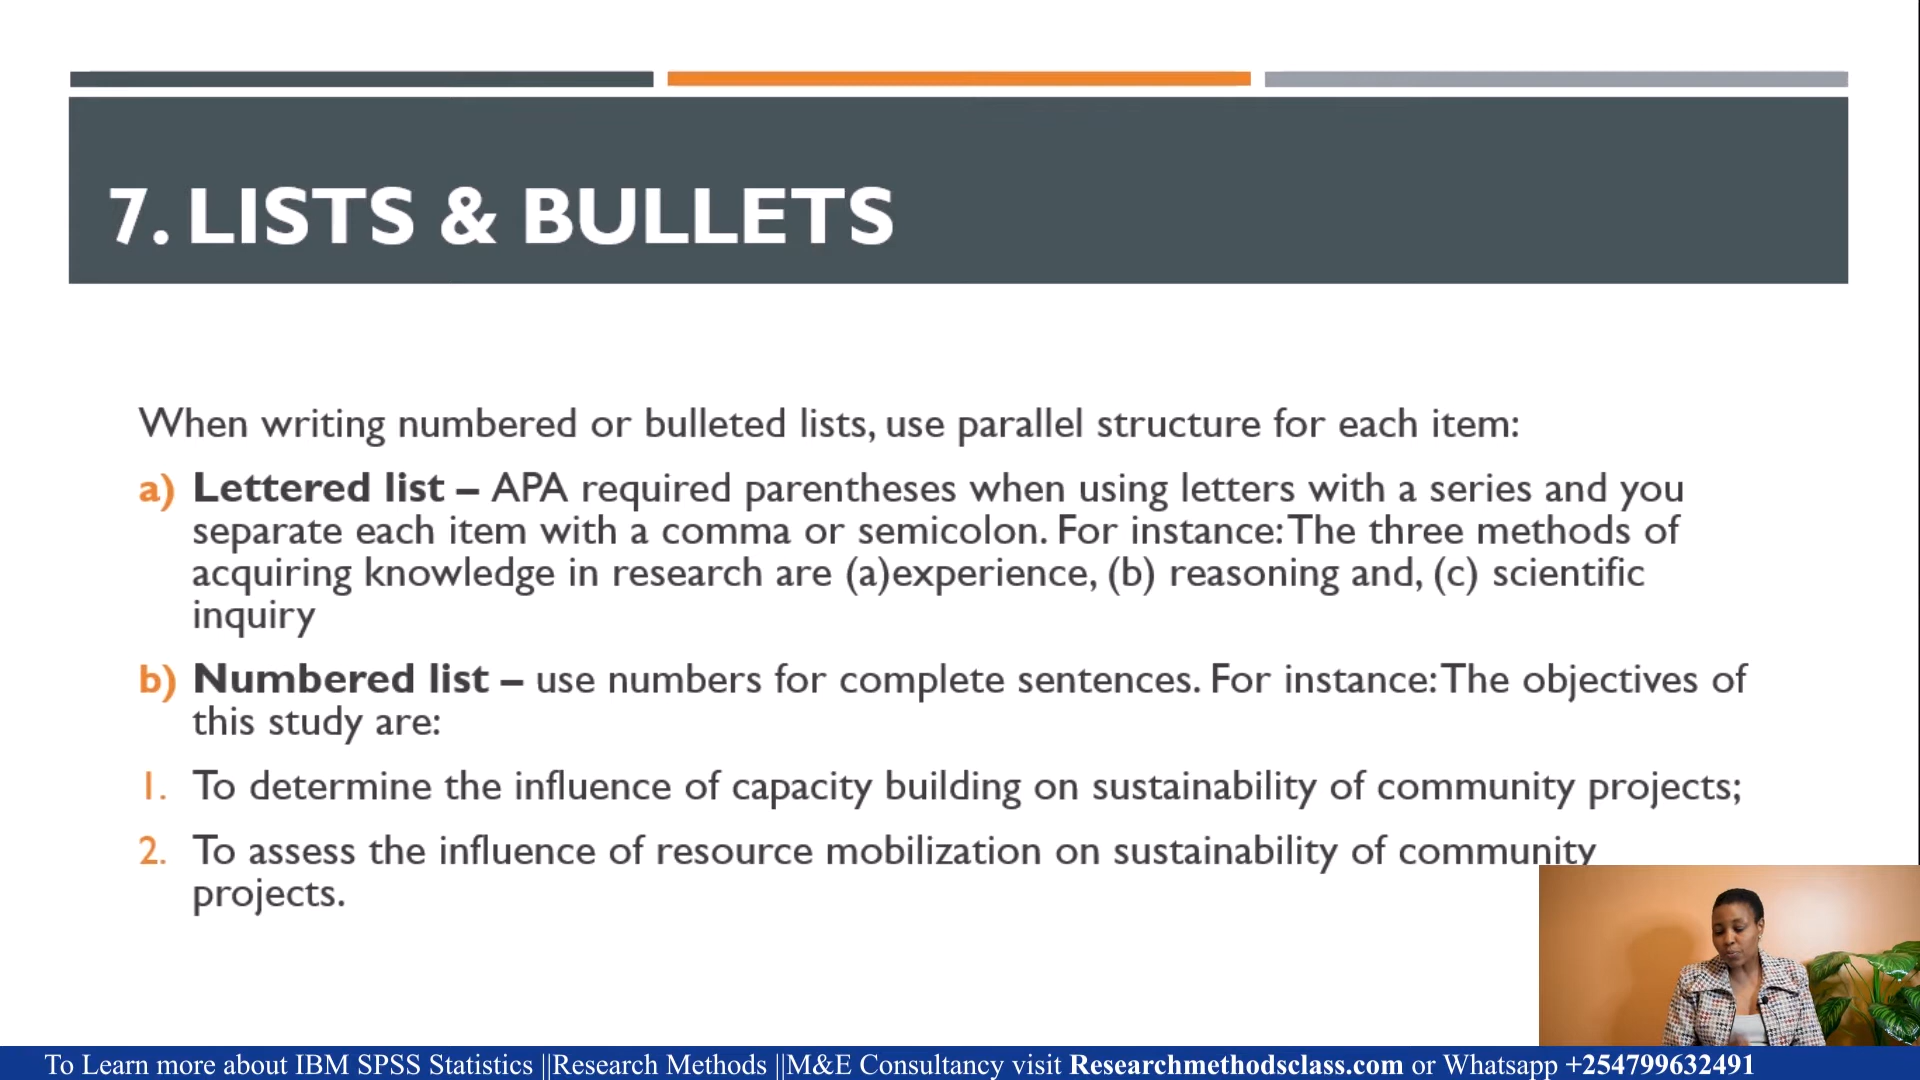 7. LISTS & BULLETS
When writing numbered or bulleted lists, use parallel structure for each item:
a) Lettered list – APA required parentheses when using letters with a series and you
separate each item with a comma or semicolon. For instance: The three methods of
acquiring knowledge in research are (a)experience, (b) reasoning and, (c) scientific
inquiry
b) Numbered list – use numbers for complete sentences. For instance: The objectives of
this study are:
1. To determine the influence of capacity building on sustainability of community projects;
2. To assess the influence of resource mobilization on sustainability of community
projects.
To Learn more about IBM SPSS Statistics ||Research Methods ||M&E Consultancy visit Researchmethodsclass.com or Whatsapp +254799632491